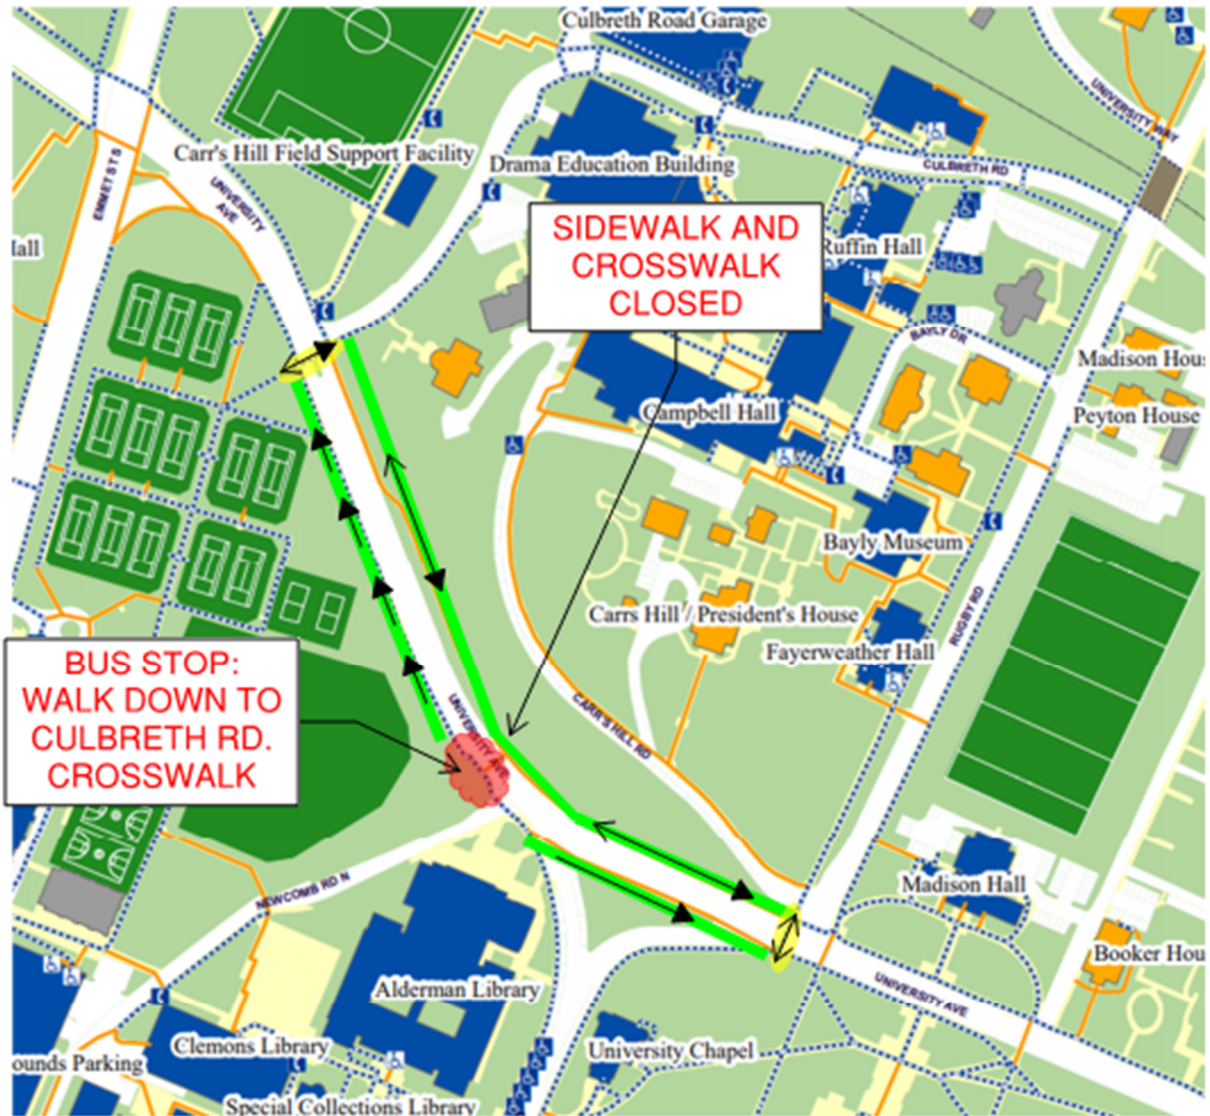 Culbreth Road Garage
UNIVERSITY WAY
Carr's Hill Field Support Facility
Drama Education Building
CULBRETH RD
EMMET ST S
UNIVERSITY
AVE
SIDEWALK AND
CROSSWALK
CLOSED
Ruffin Hall
BAYLY DR
Madison Hou
Peyton House
Campbell Hall
Bayly Museum
Carrs Hill / President's House
RUGBY RD
Fayerweather Hall
BUS STOP:
WALK DOWN TO
CULBRETH RD.
CROSSWALK
UNIVERSITY AVE
CARR'S HILL RD
NEWCOMB RD N
Madison Hall
Booker Hou
UNIVERSITY AVE
Alderman Library
Clemons Library
University Chapel
ounds Parking
Special Collections Library